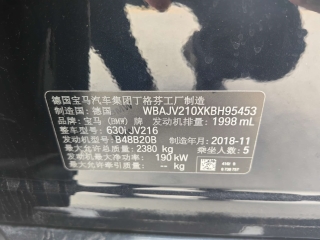 德国宝马汽车集团丁格芬工厂制造
制造国：德国 WBAJV210XKBH95453
品牌：宝马 (BMW) 牌 发动机排量：1998 mL
整车型号：630i JV216
发动机型号：B48B20B 制造年月：2018-11
最大允许总质量：2380 kg 乘坐人数：5
发动机最大净功率：190 kW